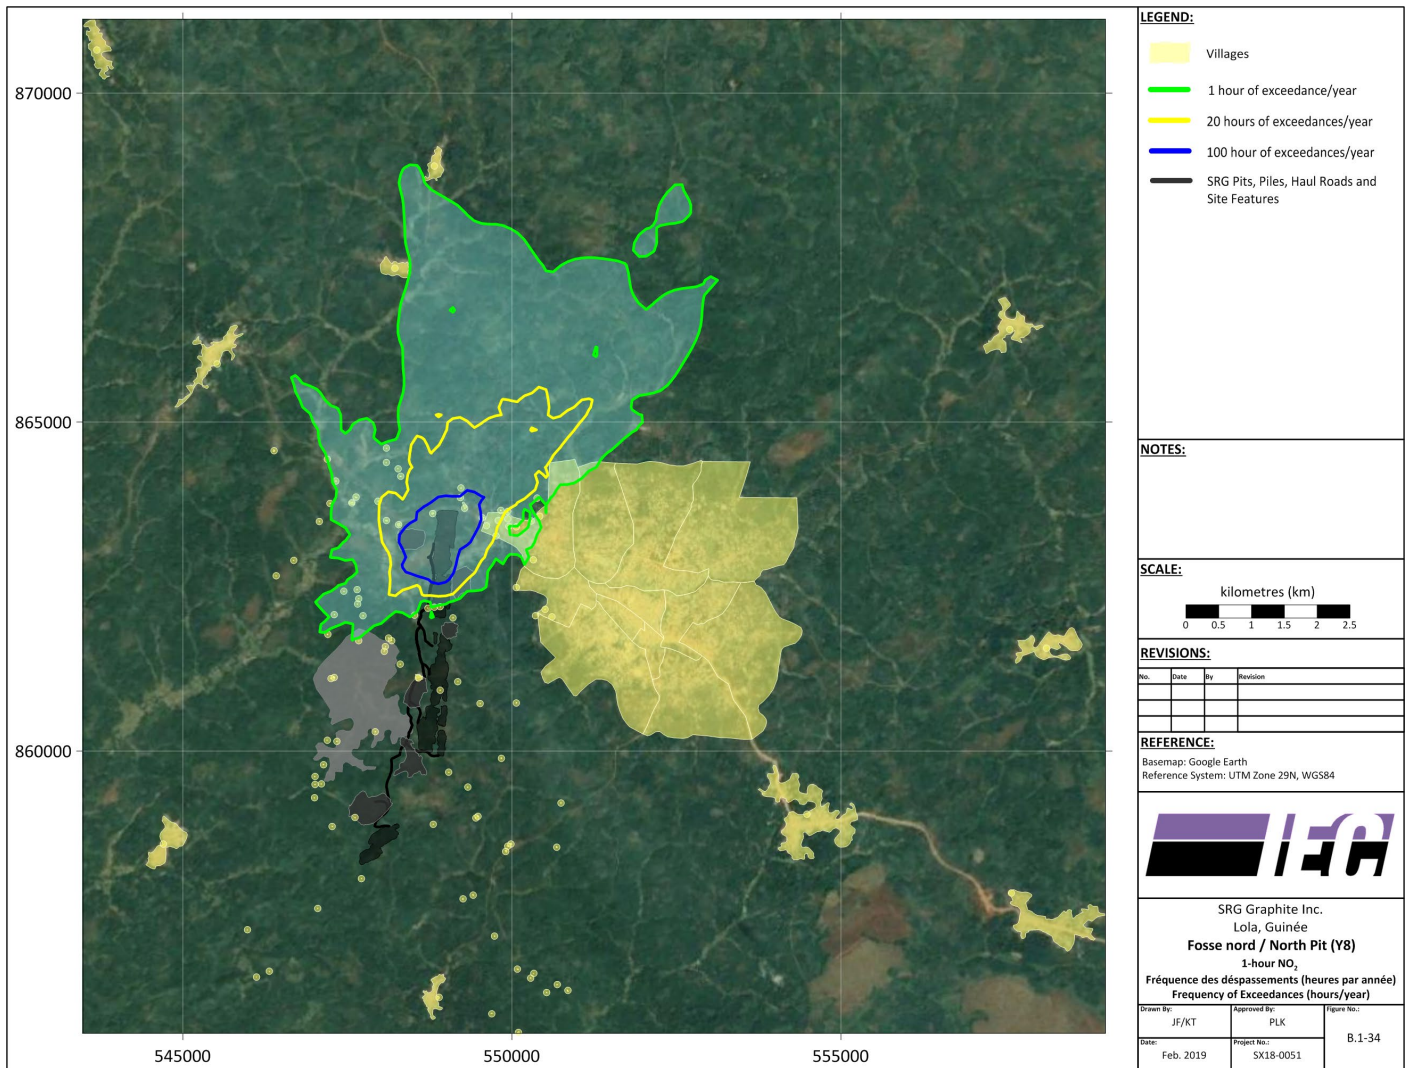 870000
865000
860000
545000
550000
555000
LEGEND:
Villages
1 hour of exceedance/year
20 hours of exceedances/year
100 hour of exceedances/year
SRG Pits, Piles, Haul Roads and
Site Features
NOTES:
SCALE:
kilometres (km)
0 0.5 1 1.5 2 2.5
REVISIONS:
No. Date By Revision
REFERENCE:
Basemap: Google Earth
Reference System: UTM Zone 29N, WGS84
IEC
SRG Graphite Inc.
Lola, Guinée
Fosse nord / North Pit (Y8)
1-hour NO2
Fréquence des déspassements (heures par année)
Frequency of Exceedances (hours/year)
Drawn By: Approved By: Figure No.:
JF/KT PLK B.1-34
Date: Project No.:
Feb. 2019 SX18-0051